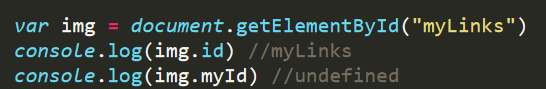 var img = document.getElementById("myLinks")
console.log(img.id) //myLinks
console.log(img.myId) //undefined